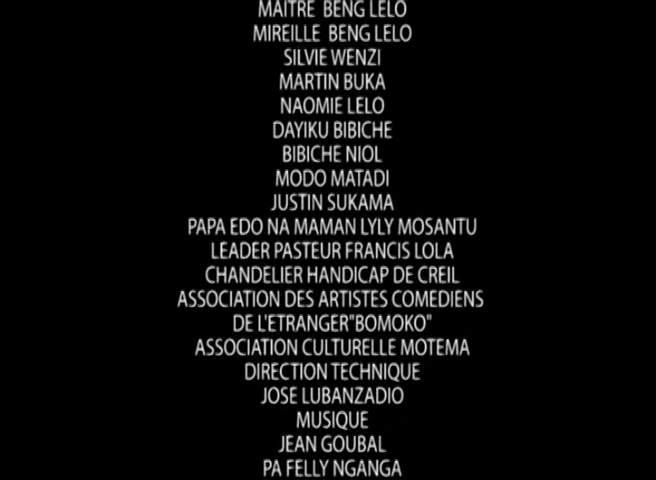 MAITRE BENG LELO
MIREILLE BENG LELO
SILVIE WENZI
MARTIN BUKA
NAOMIE LELO
DAYIKU BIBICHE
BIBICHE NIOL
MODO MATADI
JUSTIN SUKAMA
PAPA EDO NA MAMAN LYLY MOSANTU
LEADER PASTEUR FRANCIS LOLA
CHANDELIER HANDICAP DE CREIL
ASSOCIATION DES ARTISTES COMEDIENS
DE L'ETRANGER"BOMOKO"
ASSOCIATION CULTURELLE MOTEMA
DIRECTION TECHNIQUE
JOSE LUBANZADIO
MUSIQUE
JEAN GOUBAL
PA FELLY NGANGA